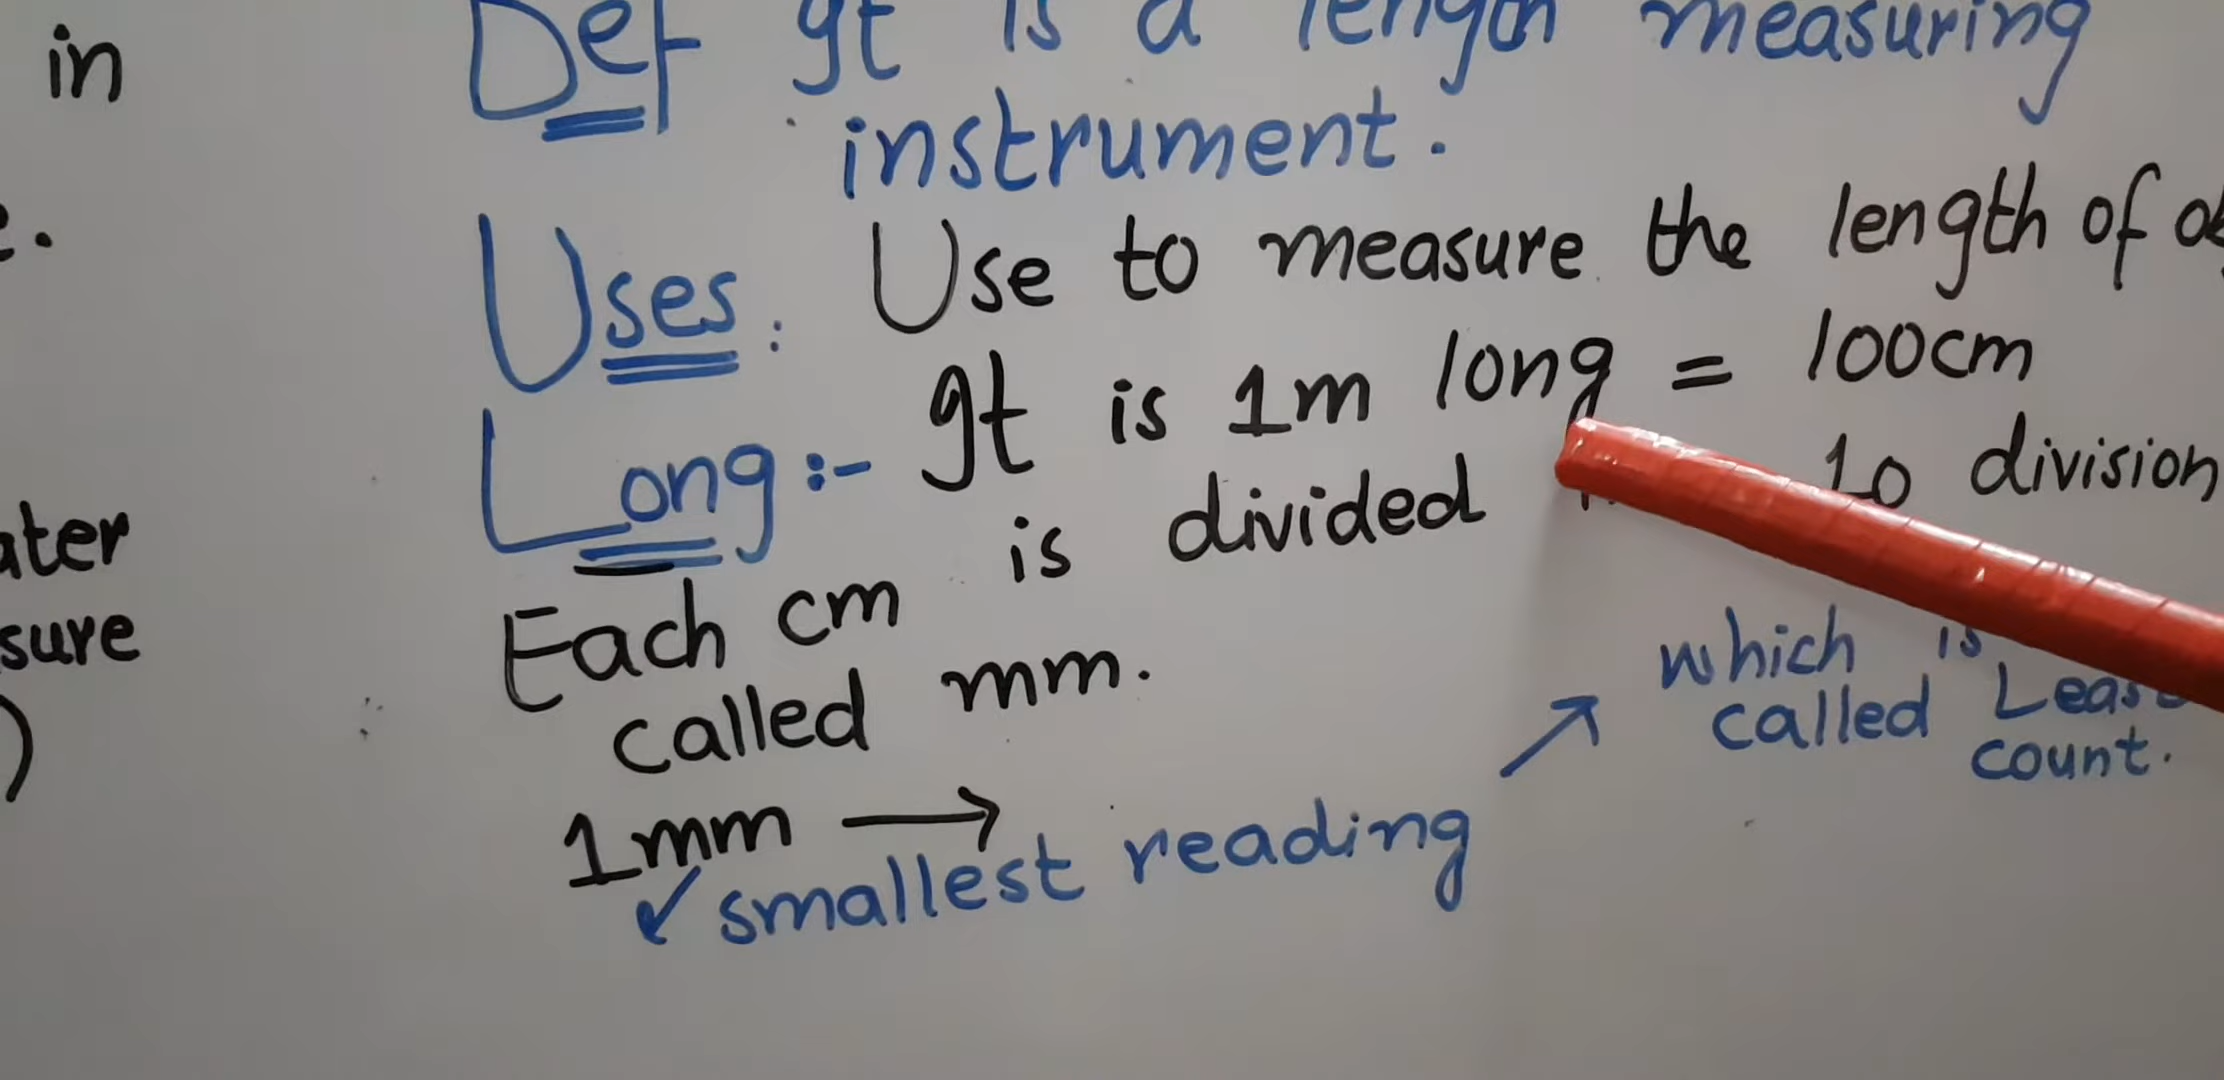 in
Def It is a length measuring
instrument.
Uses: Use to measure the length of
Long:- It is 1m long = 100cm
Each cm is divided 10 division
called mm.
1mm → smallest reading
which is
called Least
count.
ater
sure
)